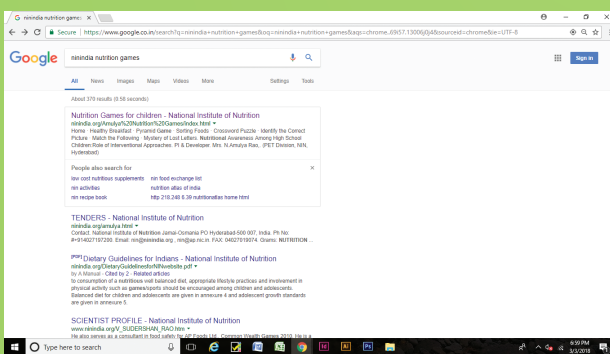 ninindia nutrition games
Secure | https://www.google.co.in/search?q=ninindia+nutrition+games&oq=ninindia+nutrition+games&aqs=chrome..69i57.13006j0j4&sourceid=chrome&ie=UTF-8
Google
ninindia nutrition games
Sign in
All News Images Maps Videos More Settings Tools
About 370 results (0.58 seconds)
Nutrition Games for children - National Institute of Nutrition
ninindia.org/Amulya%20Nutrition%20Games/index.html
Home · Healthy Breakfast · Pyramid Game · Sorting Foods · Crossword Puzzle · Identify the Correct
Picture · Match the Following · Mystery of Lost Letters. Nutritional Awareness Among High School
Children Role of Interventional Approaches. PI & Developer. Mrs. N.Amulya Rao, (PET Division, NIN,
Hyderabad)
People also search for
low cost nutritious supplements nin food exchange list
nin activities nutrition atlas of india
nin recipe book http 218.248 6.39 nutritionatlas home html
TENDERS - National Institute of Nutrition
ninindia.org/amulya.html
Contact. National Institute of Nutrition Jamai-Osmania PO Hyderabad-500 007, India. Ph No:
#+914027197200. Email: nin@ninindia.org , nin@ap.nic.in. FAX: 04027019074. Grams: NUTRITION ...
[PDF] Dietary Guidelines for Indians - National Institute of Nutrition
ninindia.org/DietaryGuidelinesforNINwebsite.pdf
by A Manual - Cited by 2 - Related articles
to consumption of a nutritious well balanced diet, appropriate lifestyle practices and involvement in
physical activity such as games/sports should be encouraged among children and adolescents.
Balanced diet for children and adolescents are given in annexure 4 and adolescent growth standards
are given in annexure 5.
SCIENTIST PROFILE - National Institute of Nutrition
www.ninindia.org/V_SUDERSHAN_RAO.htm
He also serves as a consultant in food safety for AP Foods Ltd., Common Wealth Games 2010. He is a
Type here to search
Id
Ai
Ps
6:59 PM
3/3/2018